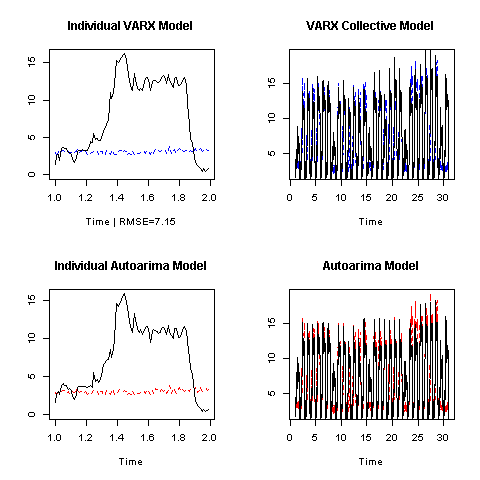 Individual VARX Model
VARX Collective Model
15
10
5
0
1.0 1.2 1.4 1.6 1.8 2.0
Time | RMSE=7.15
15
10
5
0 5 10 15 20 25 30
Time
Individual Autoarima Model
Autoarima Model
15
10
5
0
1.0 1.2 1.4 1.6 1.8 2.0
Time
15
10
5
0 5 10 15 20 25 30
Time